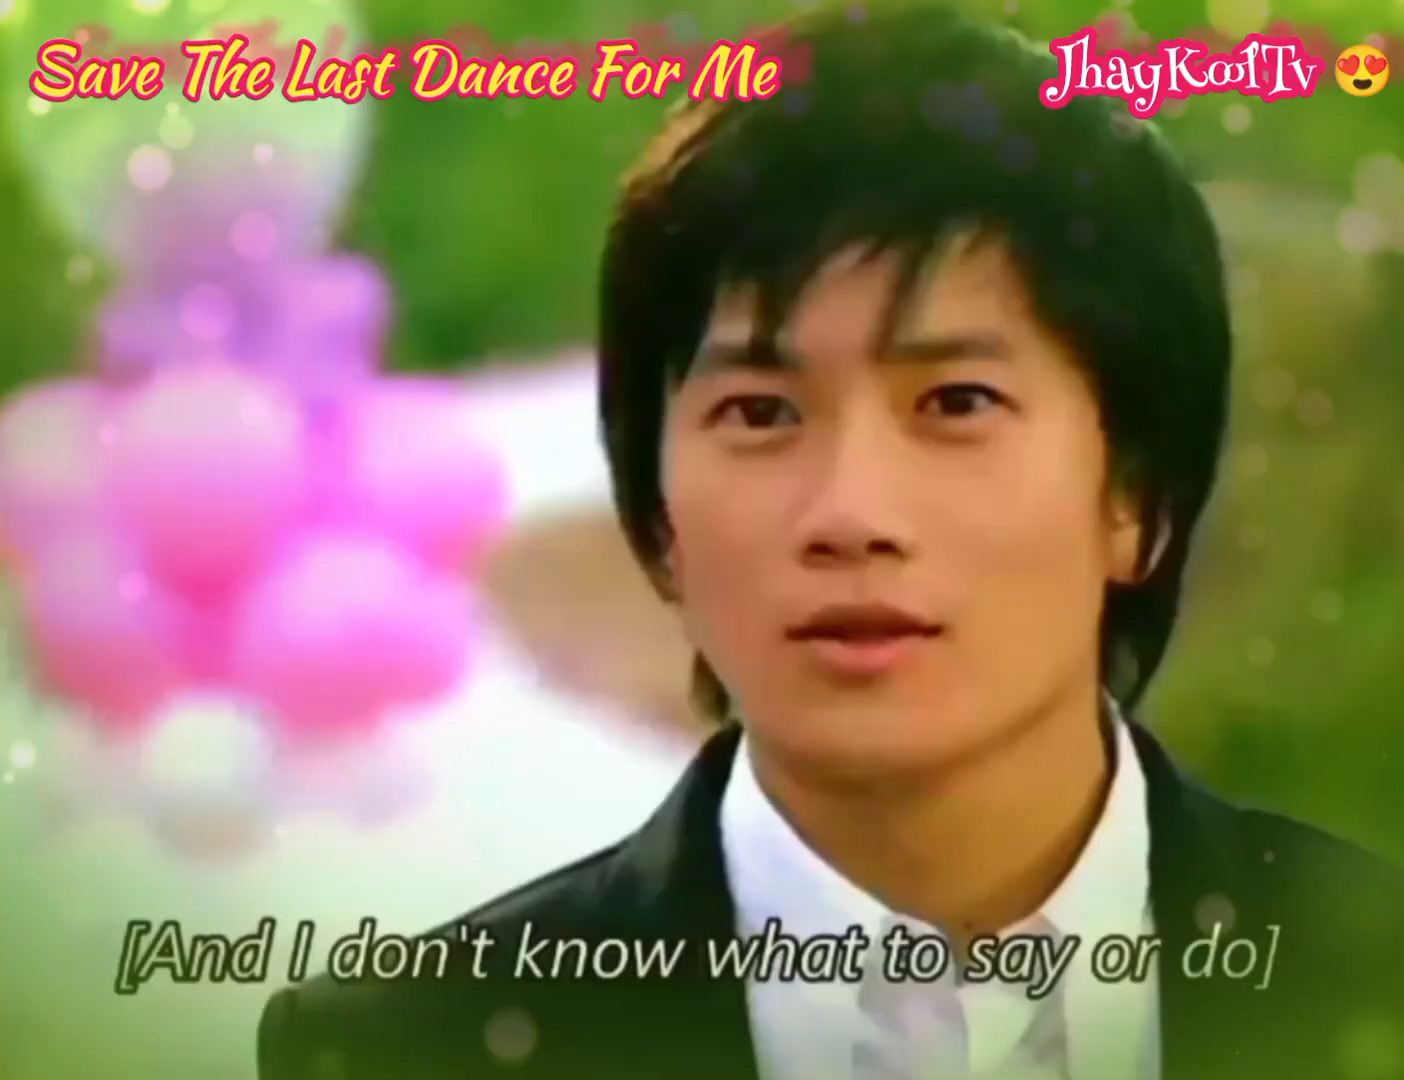 Save The Last Dance For Me
JhayKoolTv 😍
[And I don't know what to say or do]